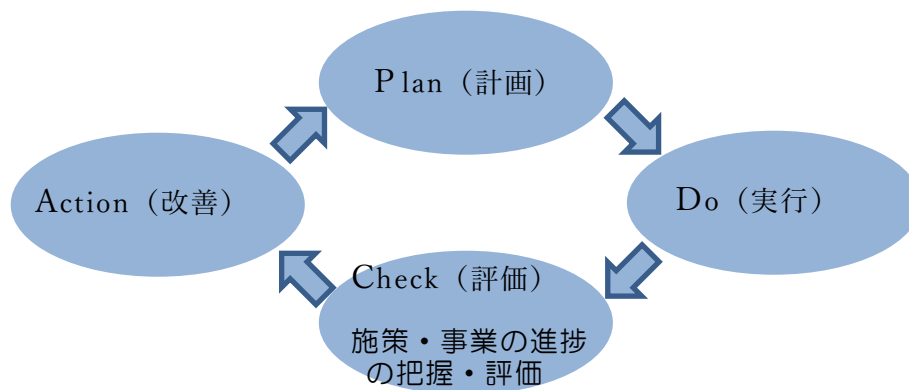 Plan（計画）
Action（改善）
Do（実行）
Check（評価）
施策・事業の進捗
の把握・評価